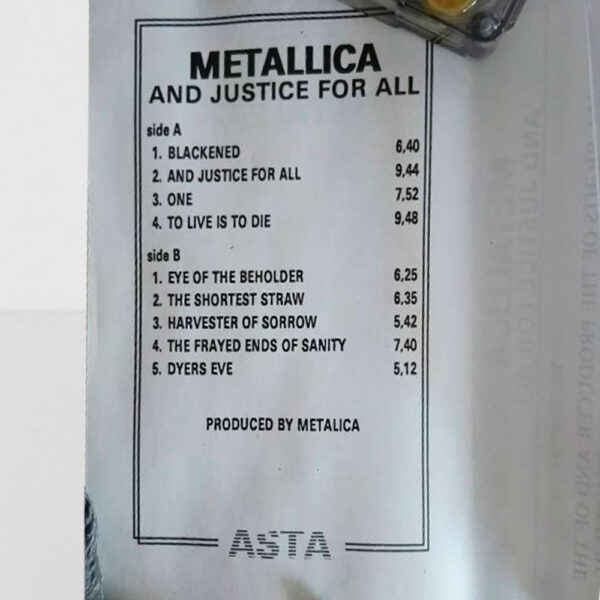 METALLICA
AND JUSTICE FOR ALL
side A
1. BLACKENED 6,40
2. AND JUSTICE FOR ALL 9,44
3. ONE 7,52
4. TO LIVE IS TO DIE 9,48
side B
1. EYE OF THE BEHOLDER 6,25
2. THE SHORTEST STRAW 6,35
3. HARVESTER OF SORROW 5,42
4. THE FRAYED ENDS OF SANITY 7,40
5. DYERS EVE 5,12
PRODUCED BY METALICA
ASTA